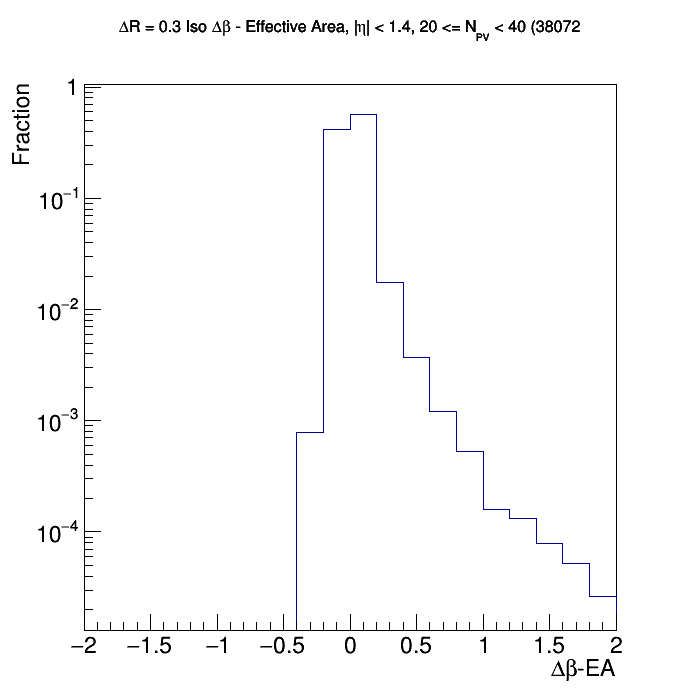 ΔR = 0.3 Iso Δβ - Effective Area, |η| < 1.4, 20 <= N_PV < 40 (38072
Fraction
1
10^−1
10^−2
10^−3
10^−4
−2 −1.5 −1 −0.5 0 0.5 1 1.5 2
Δβ-EA